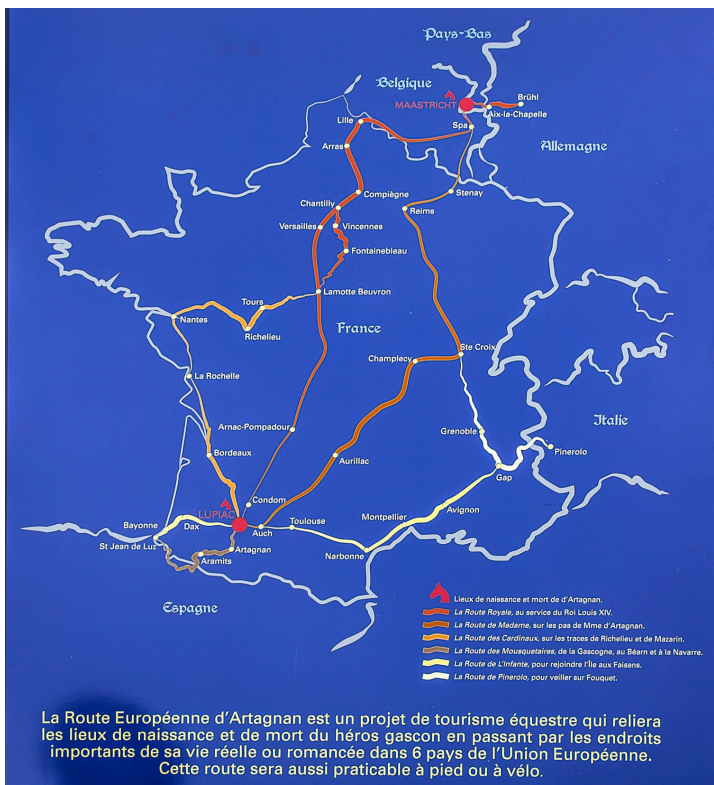 Pays-Bas
Belgique
MAASTRICHT
Brühl
Aix-la-Chapelle
Lille
Spa
Allemagne
Arras
Compiègne
Stenay
Chantilly
Reims
Versailles
Vincennes
Fontainebleau
Lamotte Beuvron
Tours
Nantes
Richelieu
France
Ste Croix
Champlecy
La Rochelle
Arnac-Pompadour
Grenoble
Italie
Pinerolo
Bordeaux
Aurillac
Gap
Condom
LUPIAC
Avignon
Montpellier
Bayonne
Dax
Auch
Toulouse
St Jean de Luz
Artagnan
Aramits
Narbonne
Espagne
Lieux de naissance et mort de d'Artagnan.
La Route Royale, au service du Roi Louis XIV.
La Route de Madame, sur les pas de Mme d'Artagnan.
La Route des Cardinaux, sur les traces de Richelieu et de Mazarin.
La Route des Mousquetaires, de la Gascogne, au Béarn et à la Navarre.
La Route de L'Infante, pour rejoindre l'Île aux Faisans.
La Route de Pinerolo, pour veiller sur Fouquet.
La Route Européenne d'Artagnan est un projet de tourisme équestre qui reliera
les lieux de naissance et de mort du héros gascon en passant par les endroits
importants de sa vie réelle ou romancée dans 6 pays de l'Union Européenne.
Cette route sera aussi praticable à pied ou à vélo.